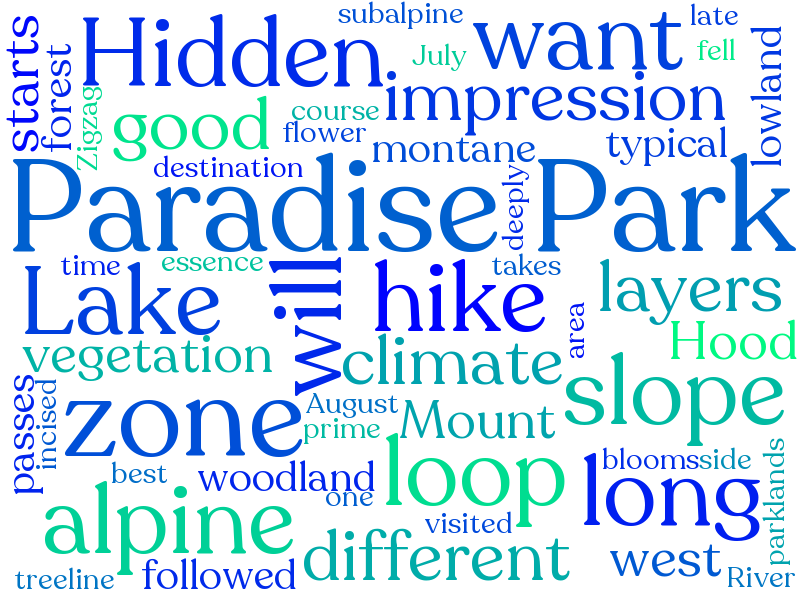 subalpine
late
starts
Hidden
want
July
fell
forest
Zigzag
good
course
impression
lowland
flower
montane
typical
destination
Paradise
deeply
Park
time
essence
will
takes
Lake
hike
layers
area
Hood
vegetation
climate
slope
passes
incised
zone
August
prime
Mount
best
woodland
one
loop
blooms
side
long
parklands
alpine
visited
different
west
treeline
followed
River